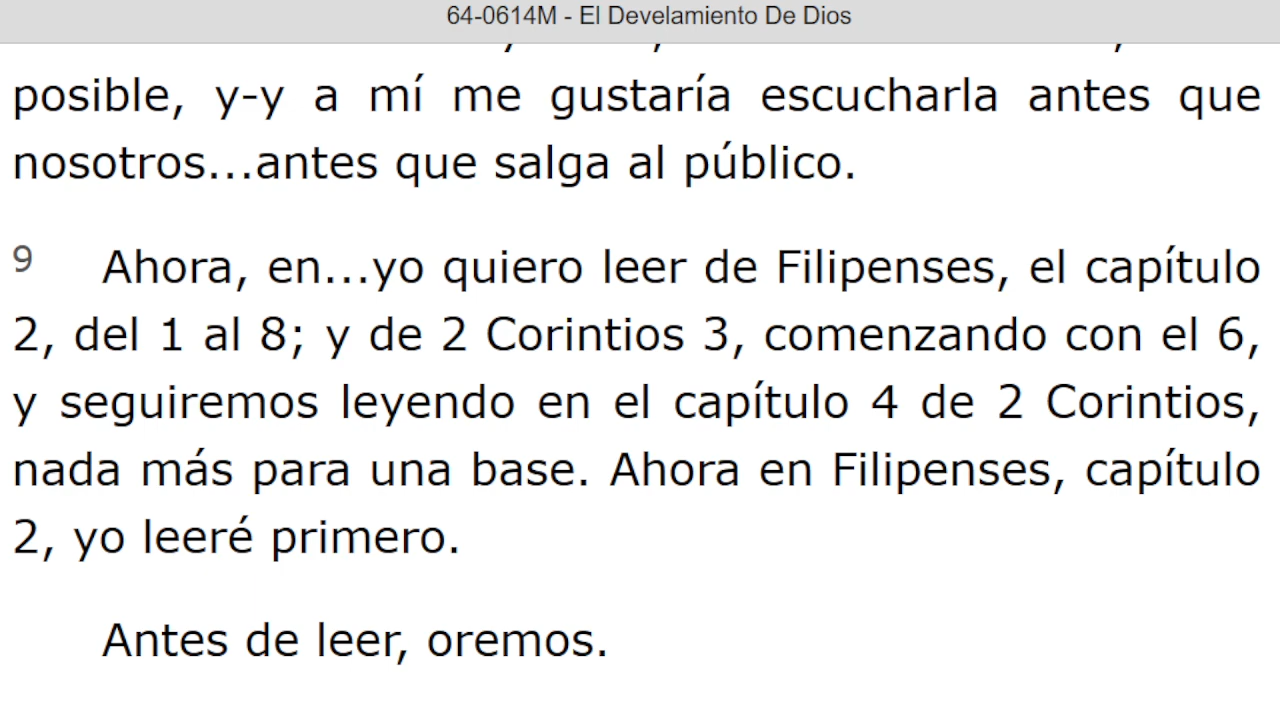 64-0614M - El Develamiento De Dios
posible, y-y a mí me gustaría escucharla antes que
nosotros...antes que salga al público.
9 Ahora, en...yo quiero leer de Filipenses, el capítulo
2, del 1 al 8; y de 2 Corintios 3, comenzando con el 6,
y seguiremos leyendo en el capítulo 4 de 2 Corintios,
nada más para una base. Ahora en Filipenses, capítulo
2, yo leeré primero.
Antes de leer, oremos.